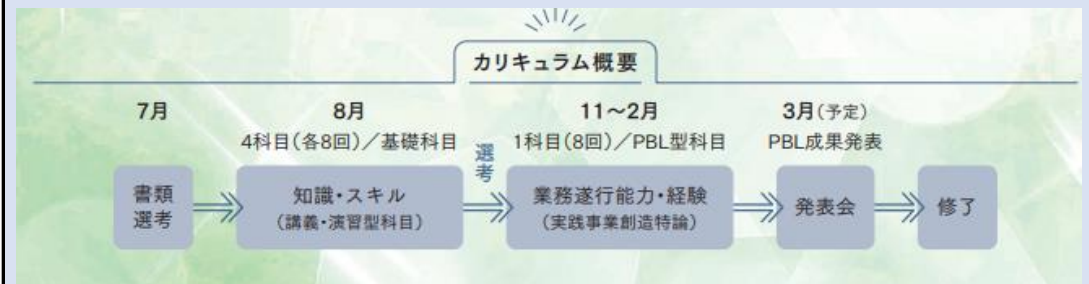 カリキュラム概要
7月
8月
11～2月
3月(予定)
4科目(各8回)／基礎科目
選考
1科目(8回)／PBL型科目
PBL成果発表
書類
選考
知識・スキル
(講義・演習型科目)
業務遂行能力・経験
(実践事業創造特論)
発表会
修了